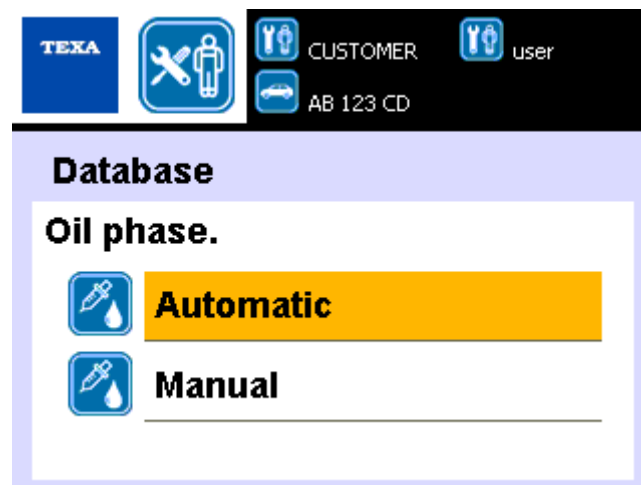 TEXA
CUSTOMER
user
AB 123 CD
Database
Oil phase.
Automatic
Manual